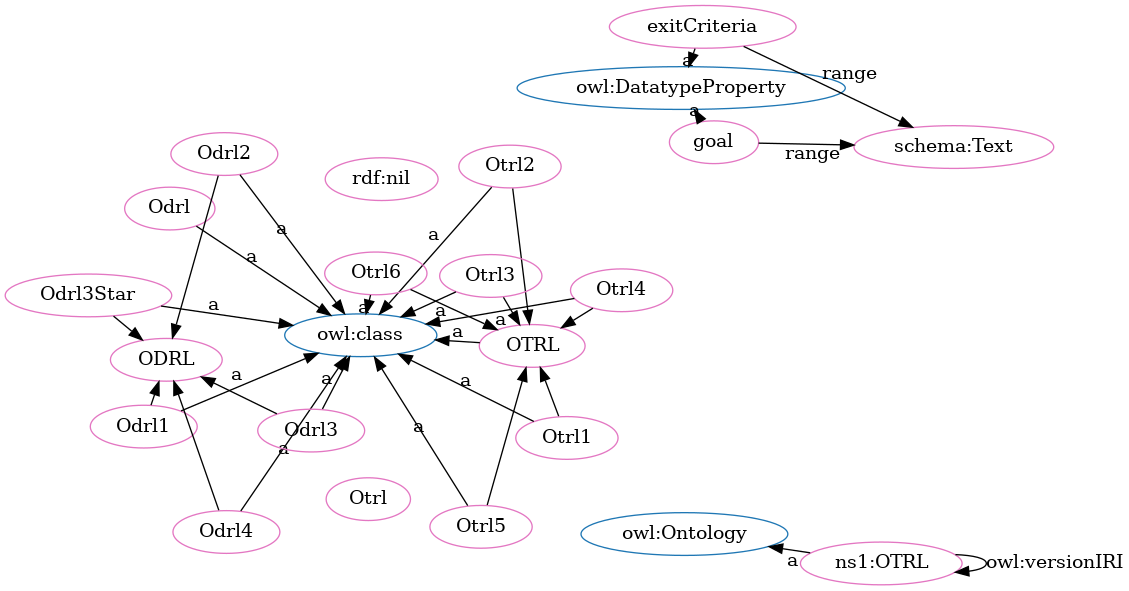 exitCriteria
a
range
owl:DatatypeProperty
a
goal
range
schema:Text
Odrl2
rdf:nil
Otrl2
Odrl
a
a
a
Otrl6
Otrl3
Otrl4
Odrl3Star
a
a
a
a
a
owl:class
OTRL
ODRL
a
a
a
Odrl1
Odrl3
a
Otrl1
a
Otrl
Odrl4
Otrl5
owl:Ontology
a
ns1:OTRL
owl:versionIRI